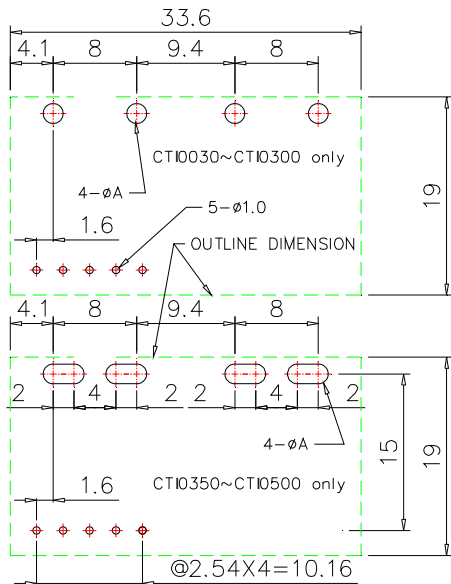 33.6
4.1 8 9.4 8
CTI0030~CTI0300 only
4-øA
19
5-ø1.0
1.6
OUTLINE DIMENSION
4.1 8 9.4 8
2 4 2 2 4 2
4-øA
15
19
CTI0350~CTI0500 only
1.6
@2.54X4=10.16